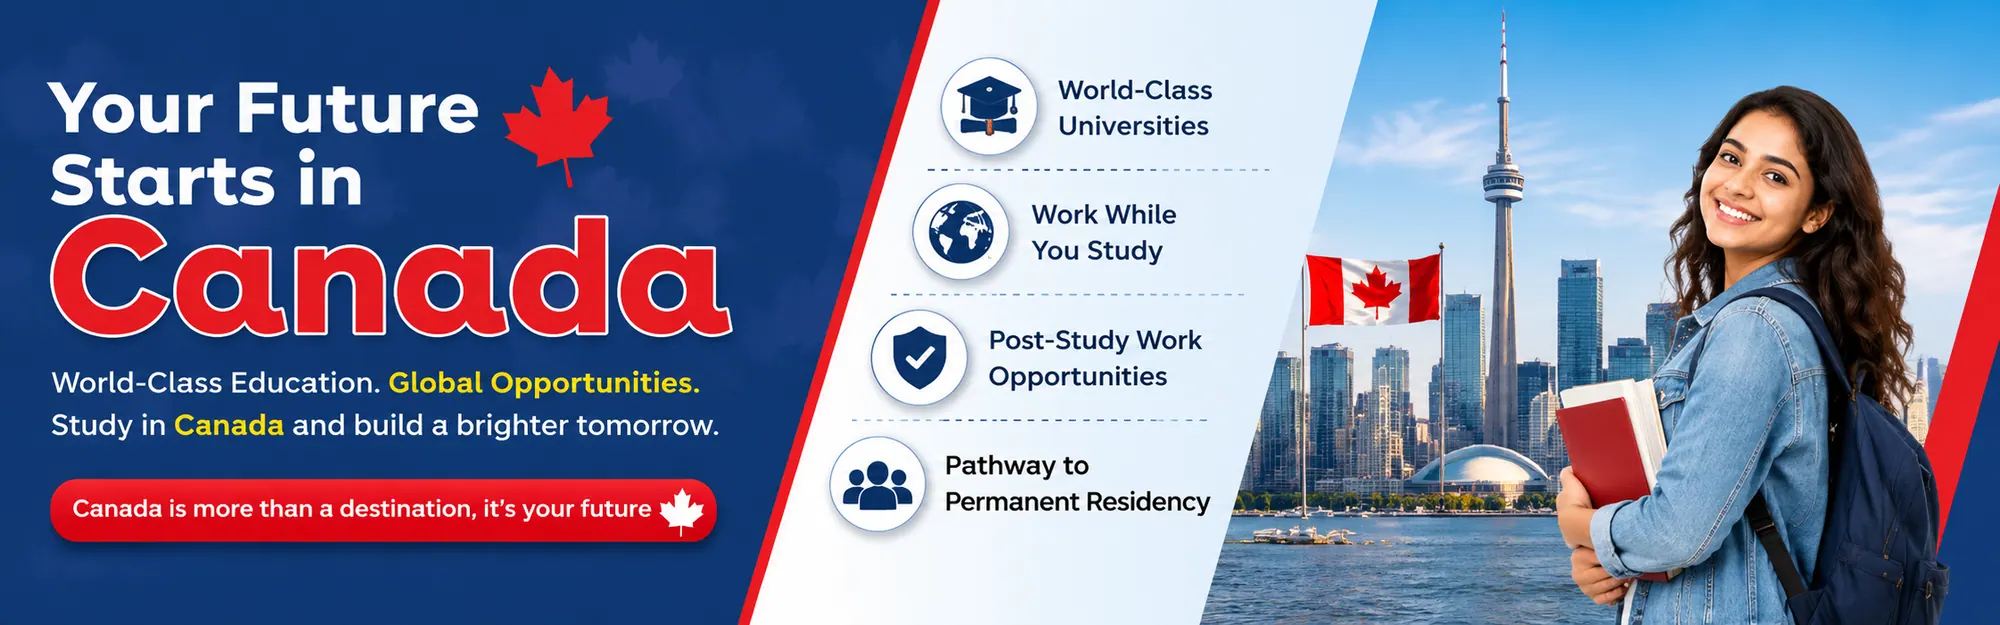 Your Future
Starts in
Canada
World-Class Education. Global Opportunities.
Study in Canada and build a brighter tomorrow.
Canada is more than a destination, it's your future
World-Class
Universities
Work While
You Study
Post-Study Work
Opportunities
Pathway to
Permanent Residency